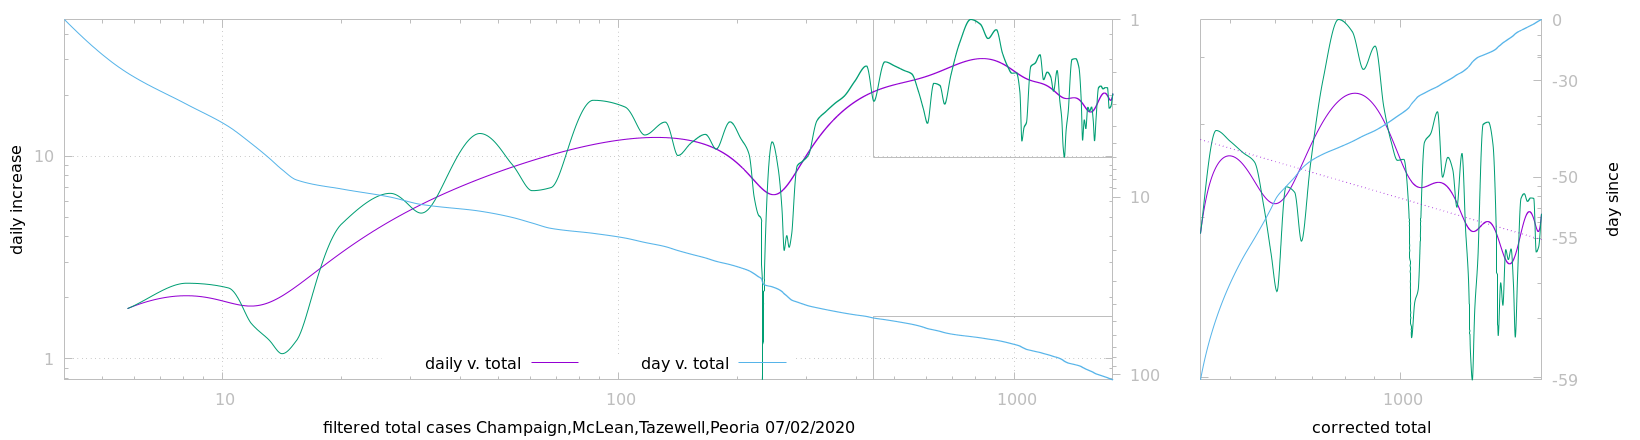 1
0
-30
10
10
-50
daily increase
day since
-55
1
daily v. total
day v. total
100
-59
10
100
1000
1000
filtered total cases Champaign,McLean,Tazewell,Peoria 07/02/2020
corrected total